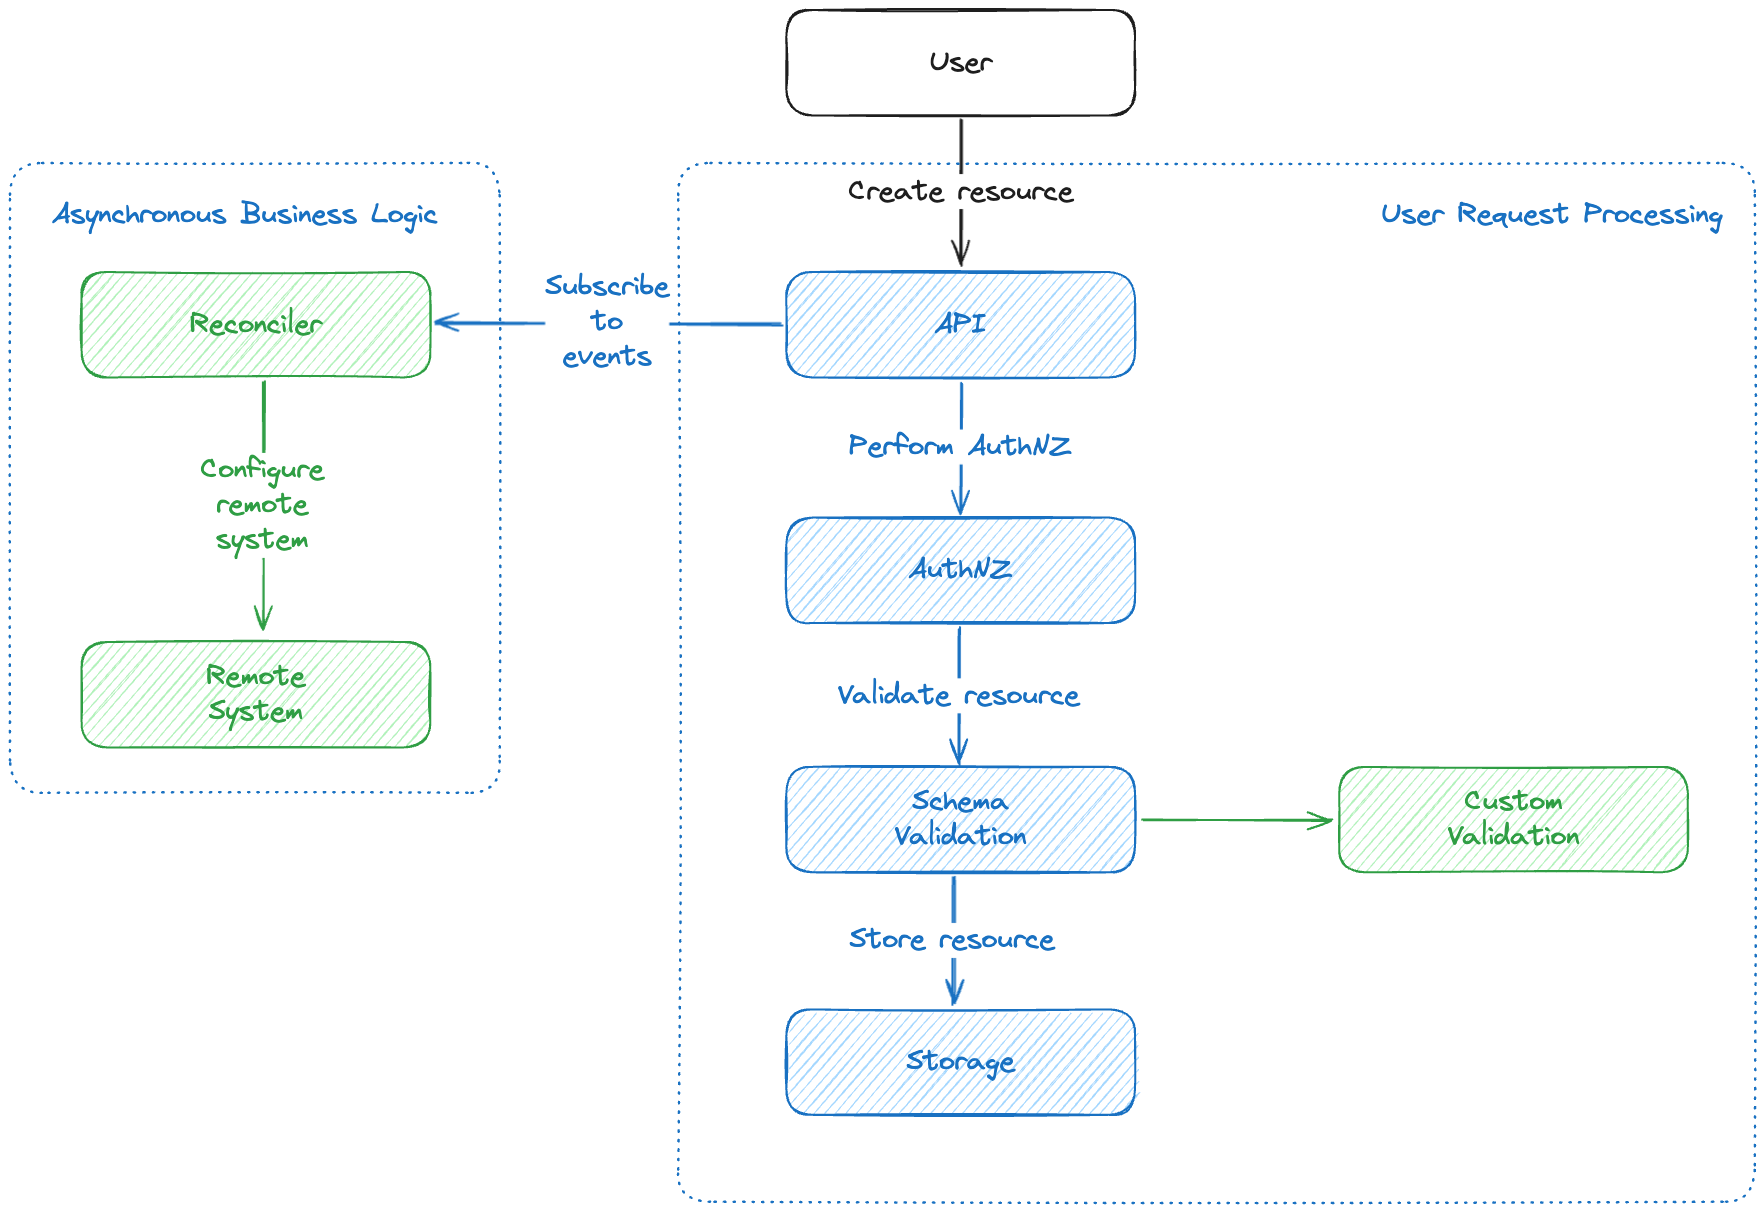 User
Create resource
Asynchronous Business Logic
User Request Processing
Subscribe
to
events
Reconciler
API
Configure
remote
system
Perform AuthNZ
AuthNZ
Remote
System
Validate resource
Schema
Validation
Custom
Validation
Store resource
Storage